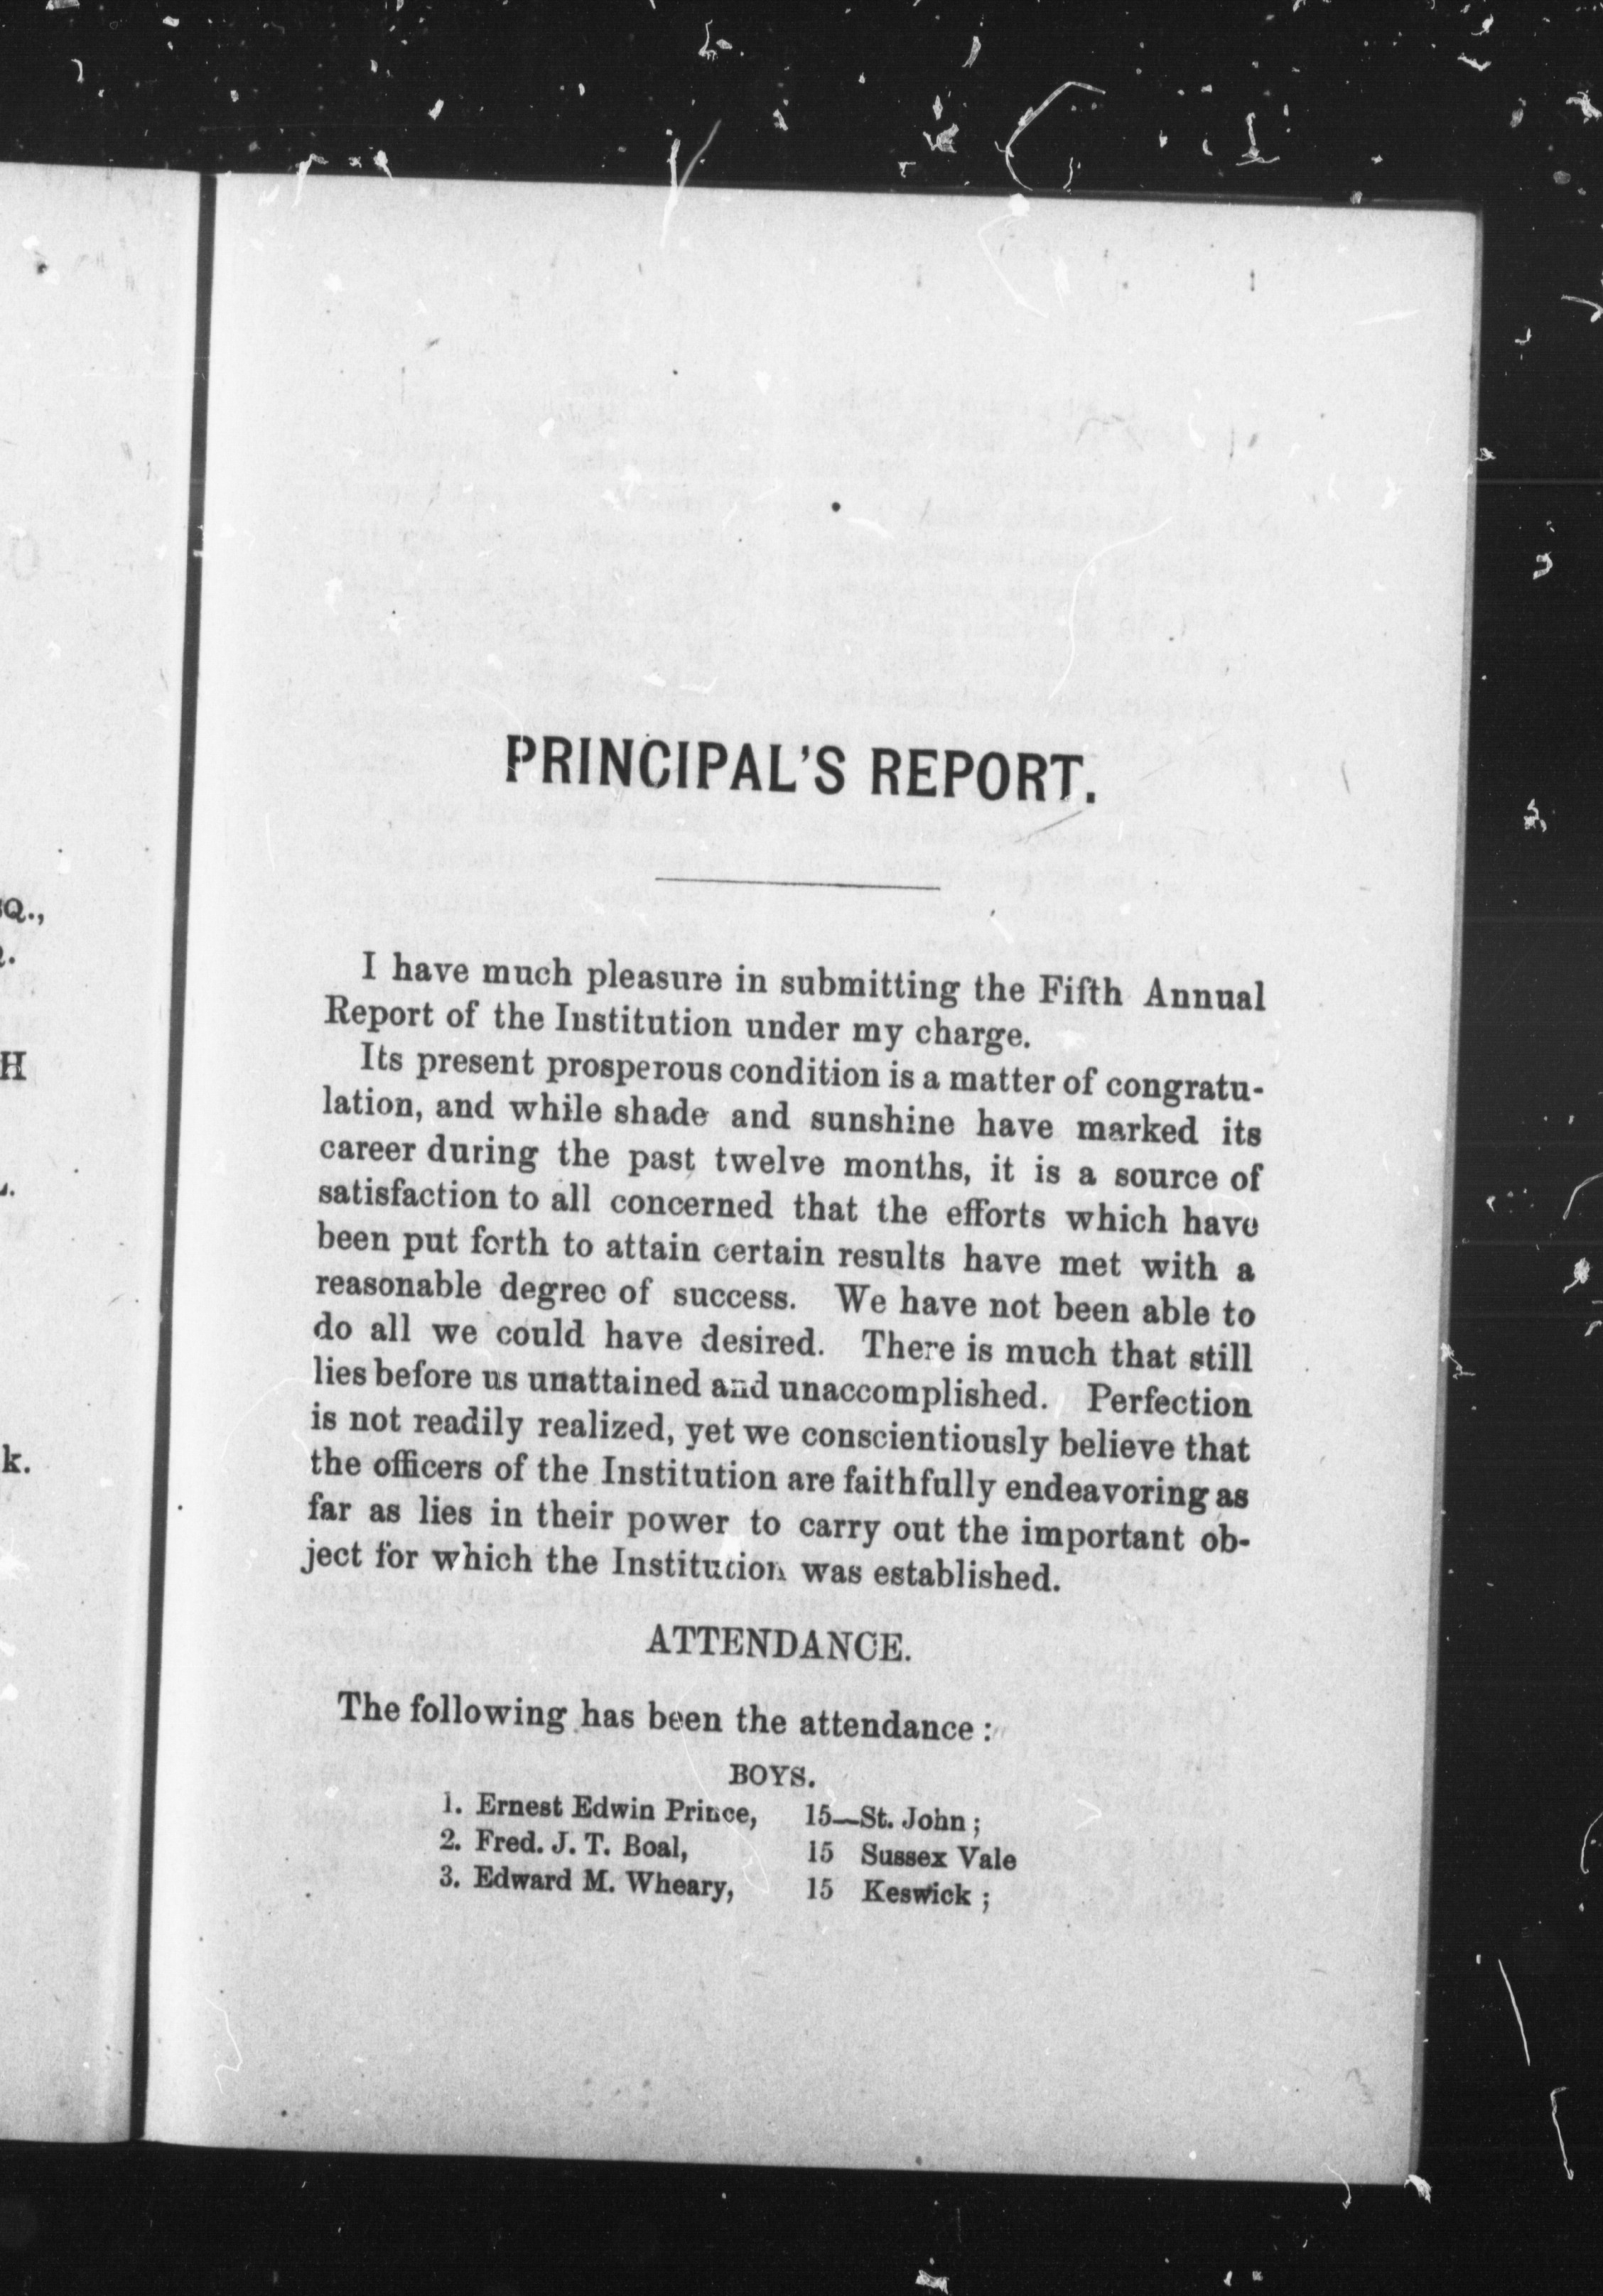 Q.,
H
k.
PRINCIPAL'S REPORT.
I have much pleasure in submitting the Fifth Annual
Report of the Institution under my charge.
Its present prosperous condition is a matter of congratu-
lation, and while shade and sunshine have marked its
career during the past twelve months, it is a source of
satisfaction to all concerned that the efforts which have
been put forth to attain certain results have met with a
reasonable degree of success. We have not been able to
do all we could have desired. There is much that still
lies before us unattained and unaccomplished. Perfection
is not readily realized, yet we conscientiously believe that
the officers of the Institution are faithfully endeavoring as
far as lies in their power to carry out the important ob-
ject for which the Institution was established.
ATTENDANCE.
The following has been the attendance :
BOYS.
1. Ernest Edwin Prince, 15—St. John ;
2. Fred. J. T. Boal, 15 Sussex Vale
3. Edward M. Wheary, 15 Keswick ;